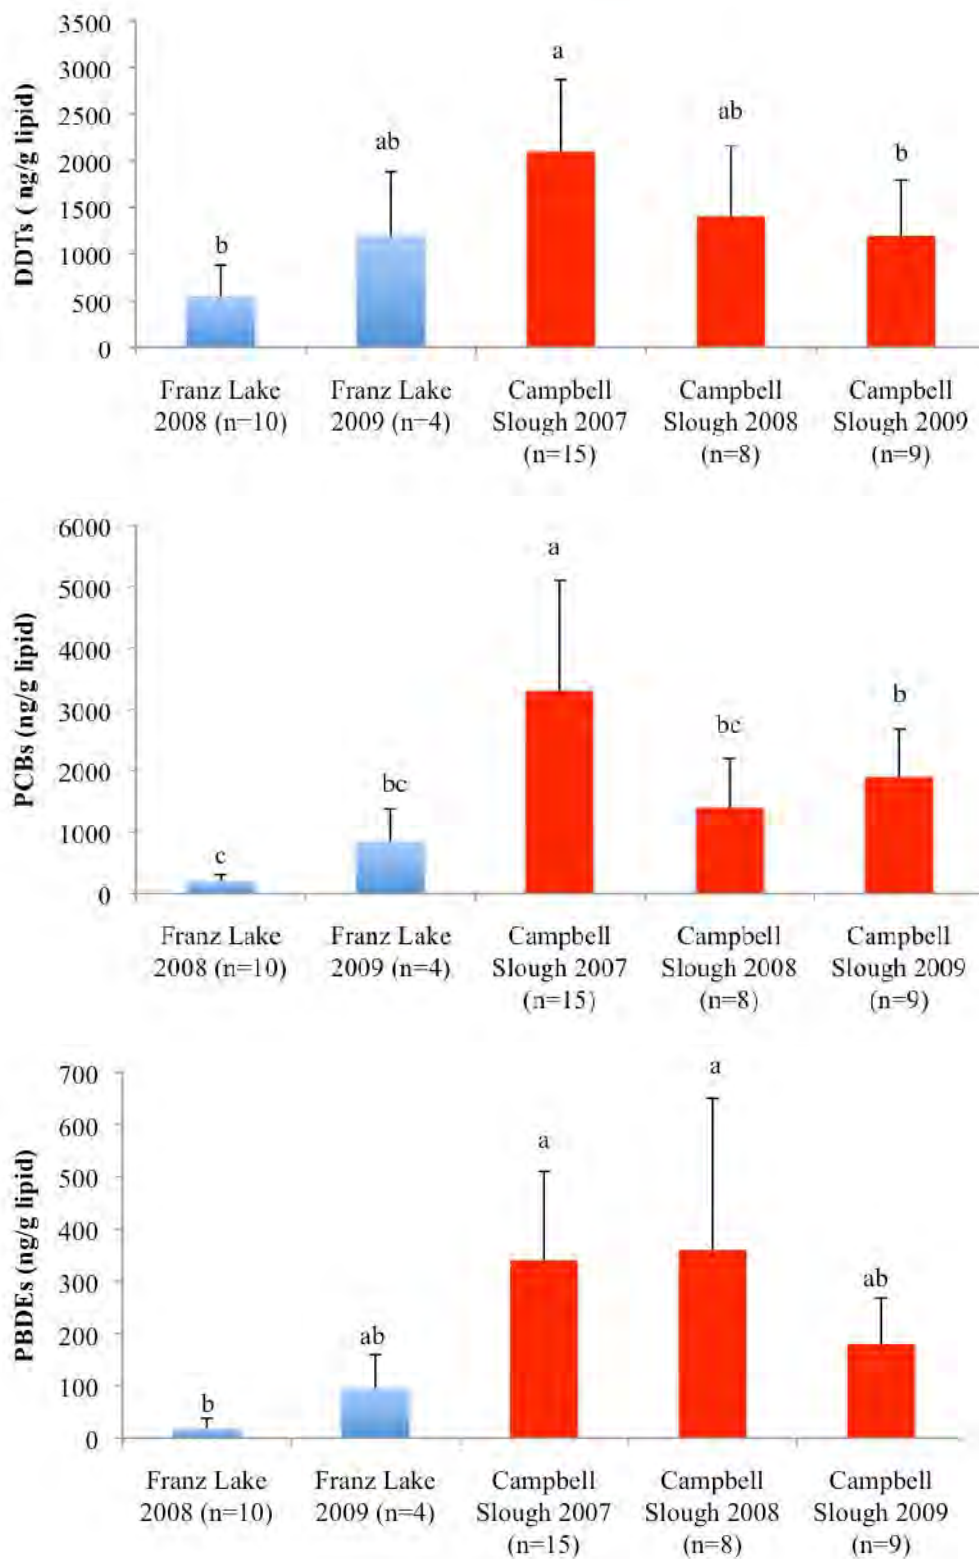 DDTs ( ng/g lipid)
3500
3000
2500
2000
1500
1000
500
0
b
ab
a
ab
b
Franz Lake
2008 (n=10)
Franz Lake
2009 (n=4)
Campbell
Slough 2007
(n=15)
Campbell
Slough 2008
(n=8)
Campbell
Slough 2009
(n=9)
PCBs (ng/g lipid)
6000
5000
4000
3000
2000
1000
0
c
bc
a
bc
b
Franz Lake
2008 (n=10)
Franz Lake
2009 (n=4)
Campbell
Slough 2007
(n=15)
Campbell
Slough 2008
(n=8)
Campbell
Slough 2009
(n=9)
PBDEs (ng/g lipid)
700
600
500
400
300
200
100
0
b
ab
a
a
ab
Franz Lake
2008 (n=10)
Franz Lake
2009 (n=4)
Campbell
Slough 2007
(n=15)
Campbell
Slough 2008
(n=8)
Campbell
Slough 2009
(n=9)